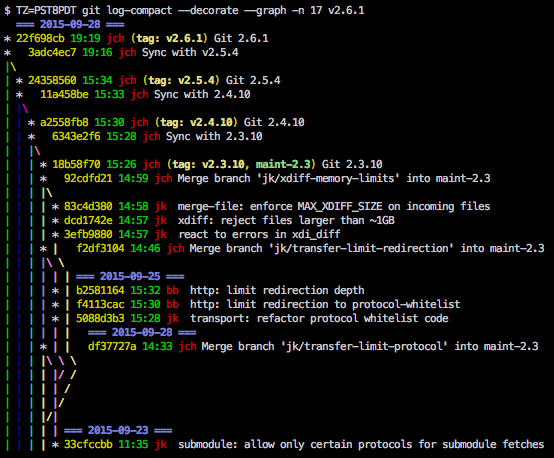 $ TZ=PST8PDT git log-compact --decorate --graph -n 17 v2.6.1
=== 2015-09-28 ===
* 22f698cb 19:19 jch (tag: v2.6.1) Git 2.6.1
* 3adc4ec7 19:16 jch Sync with v2.5.4
|\
| * 24358560 15:34 jch (tag: v2.5.4) Git 2.5.4
| * 11a458be 15:33 jch Sync with 2.4.10
| |\
| | * a2558fb8 15:30 jch (tag: v2.4.10) Git 2.4.10
| | * 6343e2f6 15:28 jch Sync with 2.3.10
| | |\
| | | * 18b58f70 15:26 jch (tag: v2.3.10, maint-2.3) Git 2.3.10
| | | * 92cdfd21 14:59 jch Merge branch 'jk/xdiff-memory-limits' into maint-2.3
| | | |\
| | | | * 83c4d380 14:58 jk merge-file: enforce MAX_XDIFF_SIZE on incoming files
| | | | * dcd1742e 14:57 jk xdiff: reject files larger than ~1GB
| | | | * 3efb9880 14:57 jk react to errors in xdi_diff
| | | * | f2df3104 14:46 jch Merge branch 'jk/transfer-limit-redirection' into maint-2.3
| | | |\ \
| | | | | | === 2015-09-25 ===
| | | | * | b2581164 15:32 bb http: limit redirection depth
| | | | * | f4113cac 15:30 bb http: limit redirection to protocol-whitelist
| | | | * | 5088d3b3 15:28 jk transport: refactor protocol whitelist code
| | | | | | === 2015-09-28 ===
| | | * | | df37727a 14:33 jch Merge branch 'jk/transfer-limit-protocol' into maint-2.3
| | | |\ \ \
| | | | |/ /
| | | | / /
| | | | |/
| | | |/|
| | | | | === 2015-09-23 ===
| | | | * 33cfccbb 11:35 jk submodule: allow only certain protocols for submodule fetches